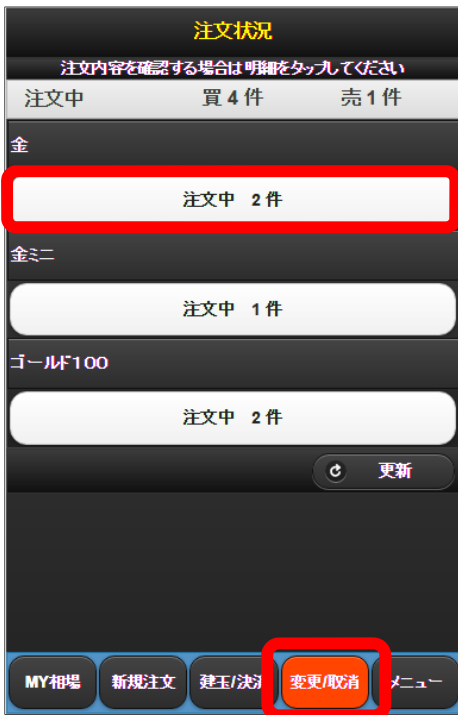 注文状況
注文内容を確認する場合は明細をタップしてください
注文中 買4件 売1件
金
注文中 2件
金ミニ
注文中 1件
ゴールド100
注文中 2件
更新
MY相場 新規注文 建玉/決済 変更/取消 メニュー